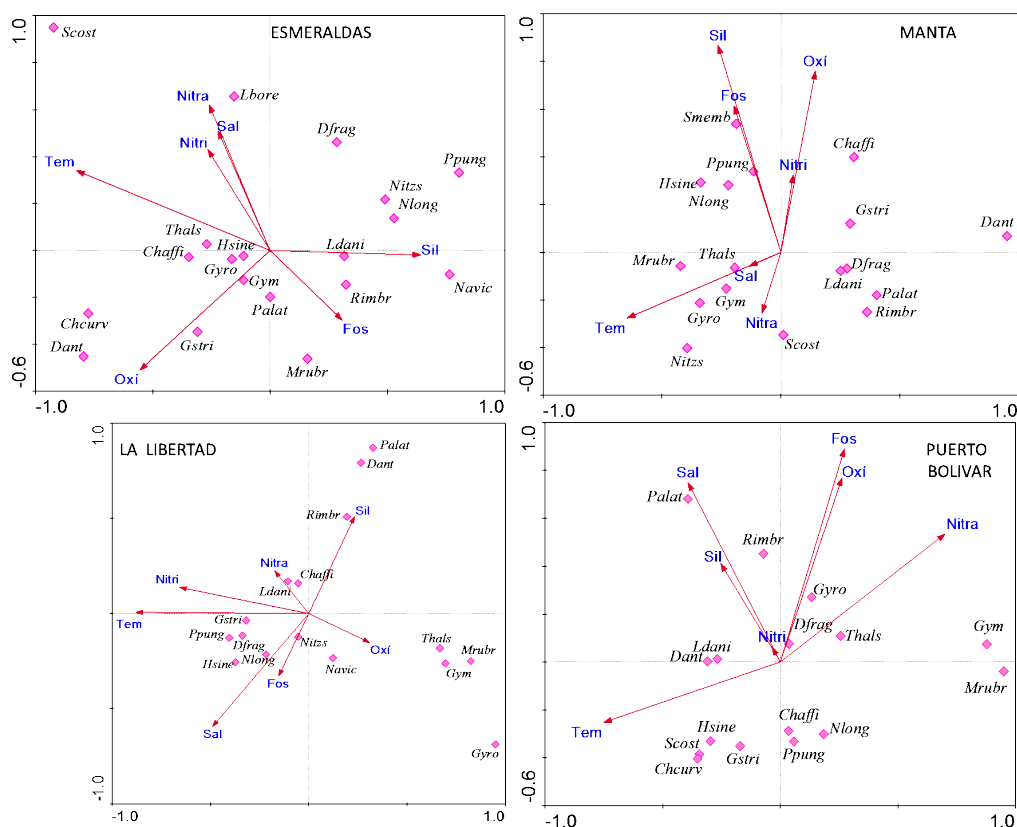 1.0
ESMERALDAS
Scost
Nitra
Lbore
Sal
Dfrag
Nitri
Tem
Ppung
Nitzs
Nlong
Thals
Hsine
Ldani
Sil
Chaffi
Gyro
Gym
Rimbr
Navic
Palat
Fos
Chcurv
Dant
Gstri
Oxí
Mrubr
-0.6
-1.0
1.0
1.0
MANTA
Sil
Oxí
Fos
Smemb
Chaffi
Ppung
Nitri
Hsine
Nlong
Gstri
Dant
Mrubr
Thals
Sal
Dfrag
Ldani
Gym
Palat
Gyro
Rimbr
Tem
Nitra
Scost
Nitzs
-0.6
-1.0
1.0
1.0
LA LIBERTAD
Palat
Dant
Rimbr
Sil
Nitra
Chaffi
Nitri
Ldani
Tem
Gstri
Ppung
Dfrag
Nitzs
Oxí
Thals
Hsine
Nlong
Navic
Mrubr
Gym
Fos
Sal
Gyro
-1.0
-1.0
1.0
1.0
PUERTO
BOLIVAR
Fos
Sal
Oxí
Palat
Nitra
Rimbr
Sil
Gyro
Dfrag
Nitri
Thals
Gym
Ldani
Dant
Mrubr
Tem
Hsine
Chaffi
Nlong
Scost
Gstri
Ppung
Chcurv
-0.6
-1.0
1.0